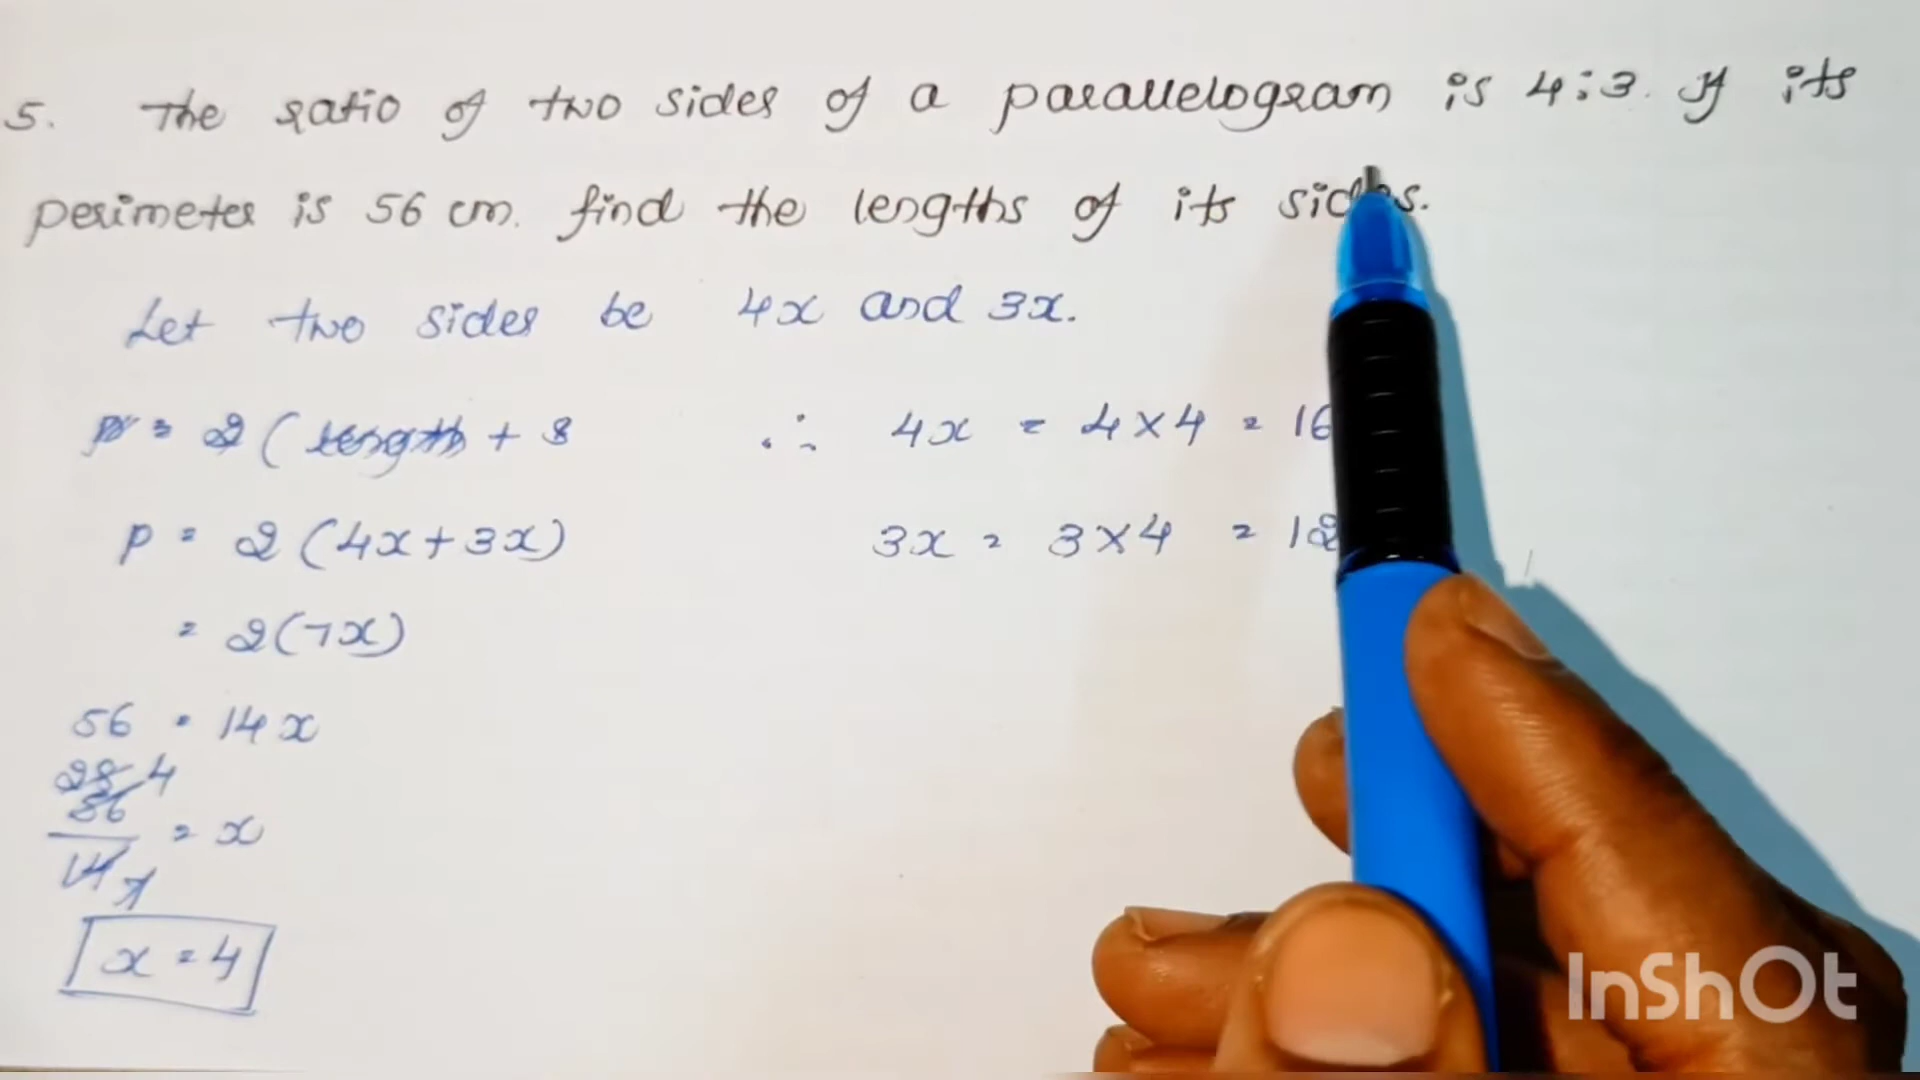 5. The ratio of two sides of a parallelogram is 4:3. If its
perimeter is 56 cm. find the lengths of its sides.
Let two sides be 4x and 3x.
p = 2 ( length + 8
p = 2 (4x + 3x)
= 2(7x)
56 = 14x
28 4
56
= x
14 7
x = 4
∴ 4x = 4 × 4 = 16
3x = 3 × 4 = 12
InShOt